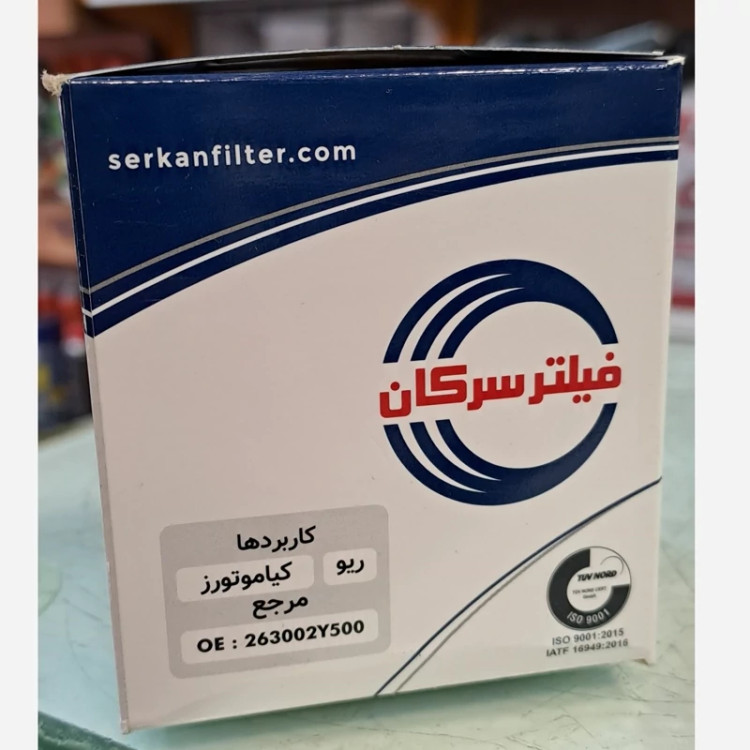 serkanfilter.com
فیلتر سرکان
کاربردها
ریو کیاموتورز
مرجع
OE : 263002Y500
TUV NORD
ISO 9001
ISO 9001:2015
IATF 16949:2016